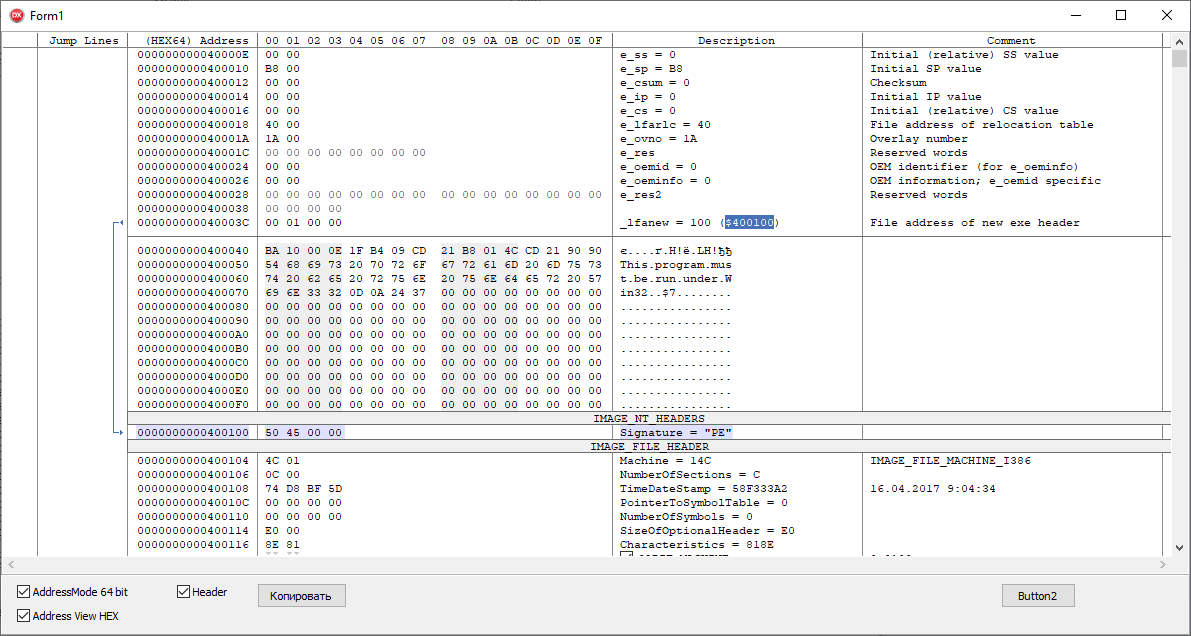 DX Form1
Jump Lines (HEX64) Address 00 01 02 03 04 05 06 07 08 09 0A 0B 0C 0D 0E 0F Description Comment
000000000040000E 00 00 e_ss = 0 Initial (relative) SS value
0000000000400010 B8 00 e_sp = B8 Initial SP value
0000000000400012 00 00 e_csum = 0 Checksum
0000000000400014 00 00 e_ip = 0 Initial IP value
0000000000400016 00 00 e_cs = 0 Initial (relative) CS value
0000000000400018 40 00 e_lfarlc = 40 File address of relocation table
000000000040001A 1A 00 e_ovno = 1A Overlay number
000000000040001C 00 00 00 00 00 00 00 00 e_res Reserved words
0000000000400024 00 00 e_oemid = 0 OEM identifier (for e_oeminfo)
0000000000400026 00 00 e_oeminfo = 0 OEM information; e_oemid specific
0000000000400028 00 00 00 00 00 00 00 00 00 00 00 00 00 00 00 00 e_res2 Reserved words
0000000000400038 00 00 00 00
000000000040003C 00 01 00 00 _lfanew = 100 ($400100) File address of new exe header
0000000000400040 BA 10 00 0E 1F B4 09 CD 21 B8 01 4C CD 21 90 90 є....ґ.Н!ё.LН!ђђ
0000000000400050 54 68 69 73 20 70 72 6F 67 72 61 6D 20 6D 75 73 This.program.mus
0000000000400060 74 20 62 65 20 72 75 6E 20 75 6E 64 65 72 20 57 t.be.run.under.W
0000000000400070 69 6E 33 32 0D 0A 24 37 00 00 00 00 00 00 00 00 in32..$7........
0000000000400080 00 00 00 00 00 00 00 00 00 00 00 00 00 00 00 00 ................
0000000000400090 00 00 00 00 00 00 00 00 00 00 00 00 00 00 00 00 ................
00000000004000A0 00 00 00 00 00 00 00 00 00 00 00 00 00 00 00 00 ................
00000000004000B0 00 00 00 00 00 00 00 00 00 00 00 00 00 00 00 00 ................
00000000004000C0 00 00 00 00 00 00 00 00 00 00 00 00 00 00 00 00 ................
00000000004000D0 00 00 00 00 00 00 00 00 00 00 00 00 00 00 00 00 ................
00000000004000E0 00 00 00 00 00 00 00 00 00 00 00 00 00 00 00 00 ................
00000000004000F0 00 00 00 00 00 00 00 00 00 00 00 00 00 00 00 00 ................
IMAGE_NT_HEADERS
0000000000400100 50 45 00 00 Signature = "PE"
IMAGE_FILE_HEADER
0000000000400104 4C 01 Machine = 14C IMAGE_FILE_MACHINE_I386
0000000000400106 0C 00 NumberOfSections = C
0000000000400108 74 D8 BF 5D TimeDateStamp = 58F333A2 16.04.2017 9:04:34
000000000040010C 00 00 00 00 PointerToSymbolTable = 0
0000000000400110 00 00 00 00 NumberOfSymbols = 0
0000000000400114 E0 00 SizeOfOptionalHeader = E0
0000000000400116 8E 81 Characteristics = 818E
AddressMode 64 bit Header Копировать Button2
Address View HEX